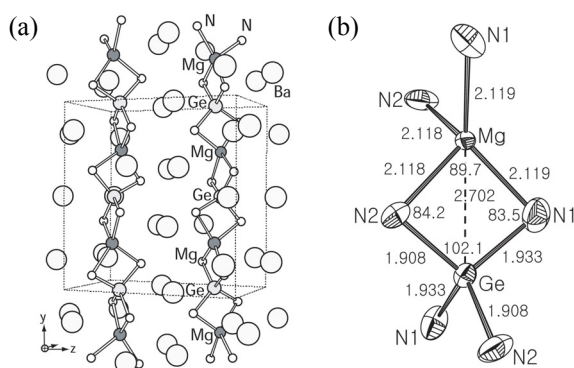 (a)
N
N
Mg
Ge
Ba
Mg
Ge
Mg
Ge
Mg
y
z
(b)
N1
N2
2.119
2.118
Mg
2.118
89.7
2.119
2.702
N2
84.2
83.5
N1
102.1
1.908
1.933
1.933
Ge
1.908
N1
N2